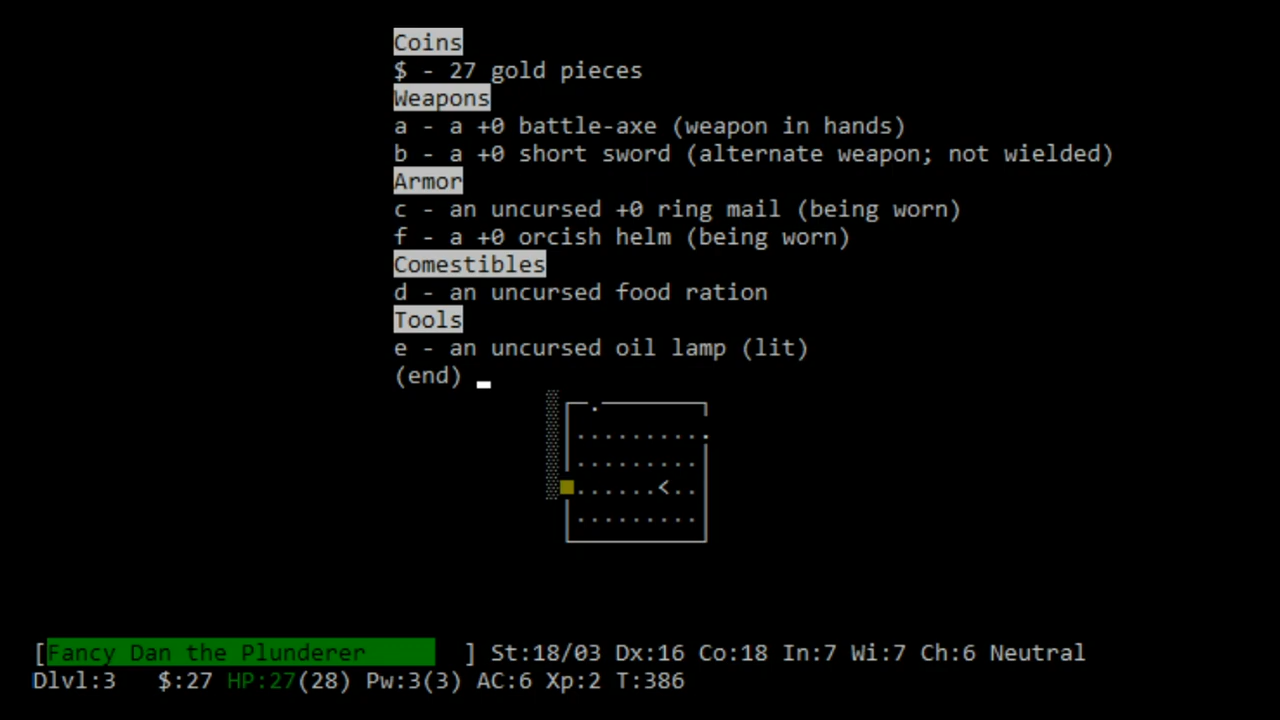 Coins
$ - 27 gold pieces
Weapons
a - a +0 battle-axe (weapon in hands)
b - a +0 short sword (alternate weapon; not wielded)
Armor
c - an uncursed +0 ring mail (being worn)
f - a +0 orcish helm (being worn)
Comestibles
d - an uncursed food ration
Tools
e - an uncursed oil lamp (lit)
(end)
[Fancy Dan the Plunderer ] St:18/03 Dx:16 Co:18 In:7 Wi:7 Ch:6 Neutral
Dlvl:3 $:27 HP:27(28) Pw:3(3) AC:6 Xp:2 T:386